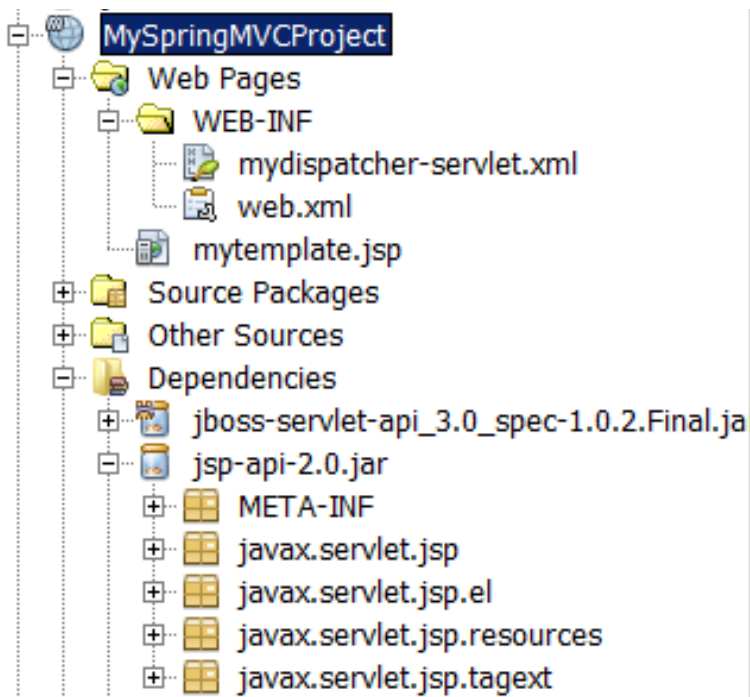 MySpringMVCProject
Web Pages
WEB-INF
mydispatcher-servlet.xml
web.xml
mytemplate.jsp
Source Packages
Other Sources
Dependencies
jboss-servlet-api_3.0_spec-1.0.2.Final.ja
jsp-api-2.0.jar
META-INF
javax.servlet.jsp
javax.servlet.jsp.el
javax.servlet.jsp.resources
javax.servlet.jsp.tagext